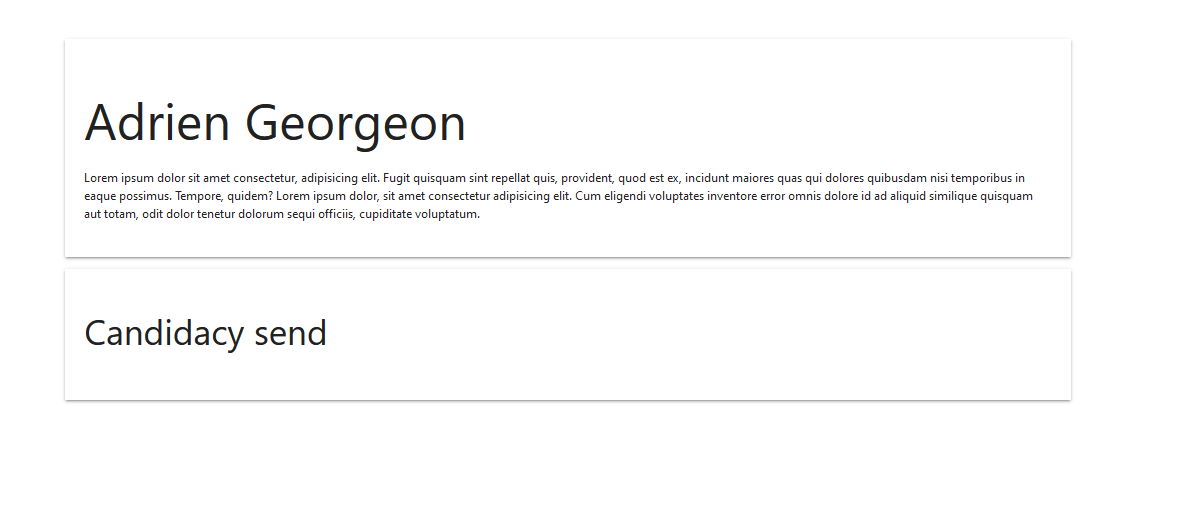 Adrien Georgeon
Lorem ipsum dolor sit amet consectetur, adipisicing elit. Fugit quisquam sint repellat quis, provident, quod est ex, incidunt maiores quas qui dolores quibusdam nisi temporibus in
eaque possimus. Tempore, quidem? Lorem ipsum dolor, sit amet consectetur adipisicing elit. Cum eligendi voluptates inventore error omnis dolore id ad aliquid similique quisquam
aut totam, odit dolor tenetur dolorum sequi officiis, cupiditate voluptatum.
Candidacy send